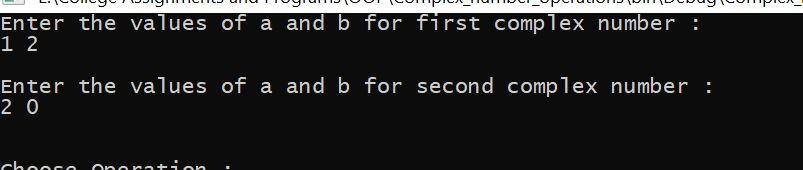 E:\College Assignments and Programs\OOP\Complex_number_operations\bin\Debug\Complex_
Enter the values of a and b for first complex number :
1 2
Enter the values of a and b for second complex number :
2 0
Choose Operation :